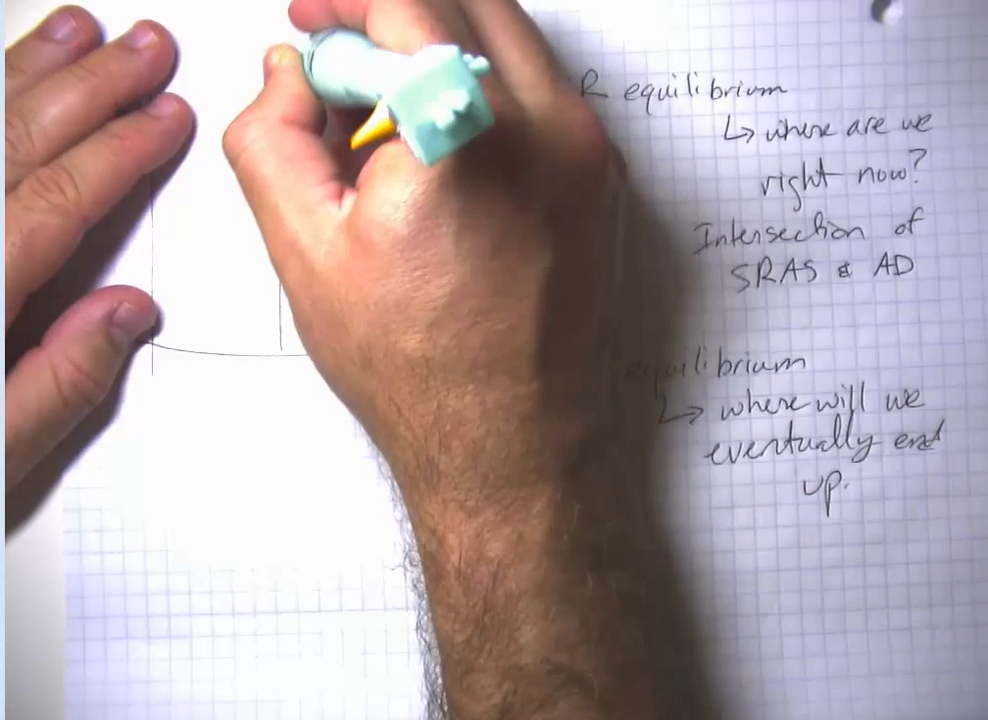 R equilibrium
↳ where are we
right now?
Intersection of
SRAS & AD
equilibrium
↳ where will we
eventually end
up.